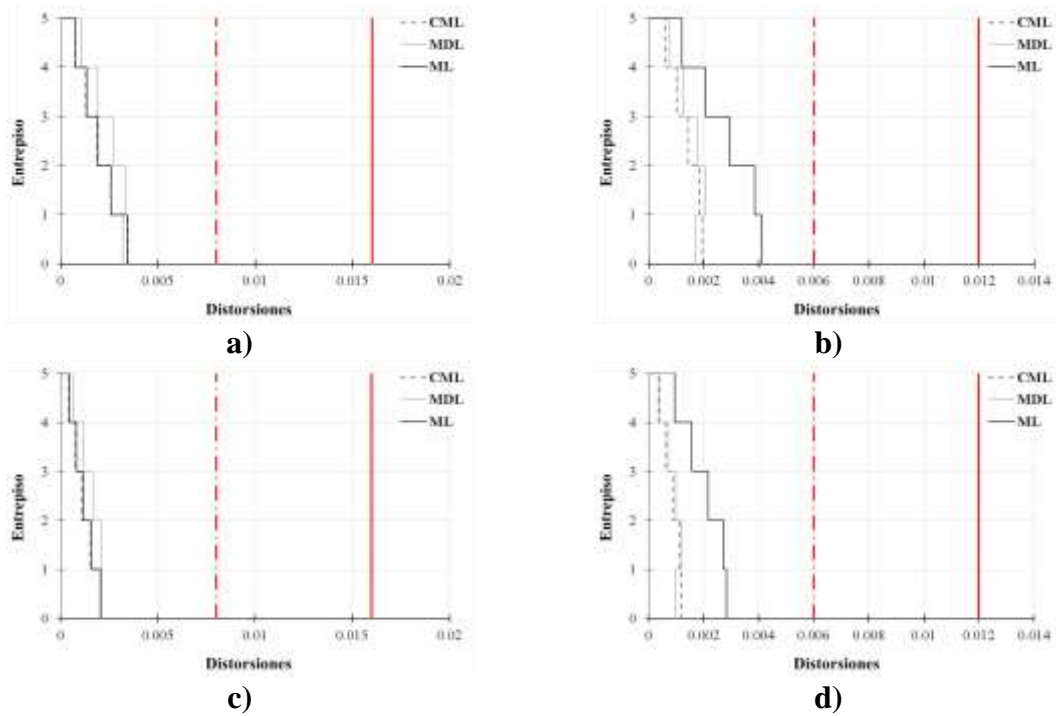 5
4
3
2
1
0
Entrepiso
0
0.005
0.01
0.015
0.02
Distorsiones
CML
MDL
ML
a)
5
4
3
2
1
0
Entrepiso
0
0.002
0.004
0.006
0.008
0.01
0.012
0.014
Distorsiones
CML
MDL
ML
b)
5
4
3
2
1
0
Entrepiso
0
0.005
0.01
0.015
0.02
Distorsiones
CML
MDL
ML
c)
5
4
3
2
1
0
Entrepiso
0
0.002
0.004
0.006
0.008
0.01
0.012
0.014
Distorsiones
CML
MDL
ML
d)